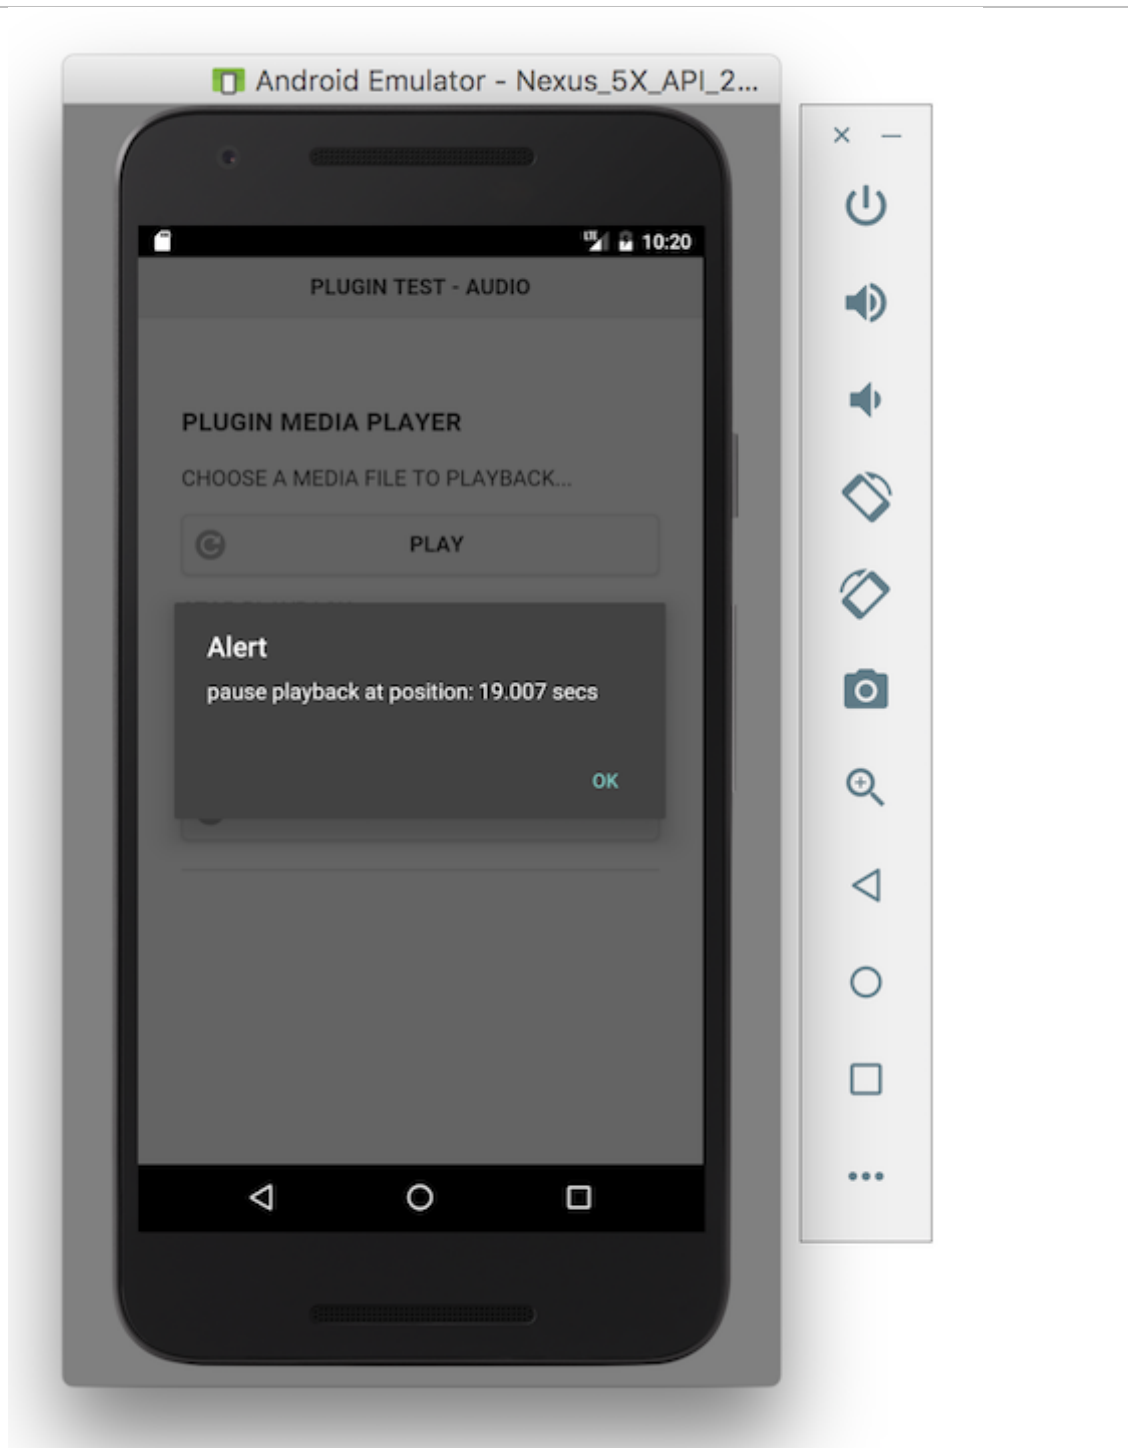 Android Emulator - Nexus_5X_API_2...
LTE 10:20
PLUGIN TEST - AUDIO
PLUGIN MEDIA PLAYER
CHOOSE A MEDIA FILE TO PLAYBACK...
PLAY
Alert
pause playback at position: 19.007 secs
OK